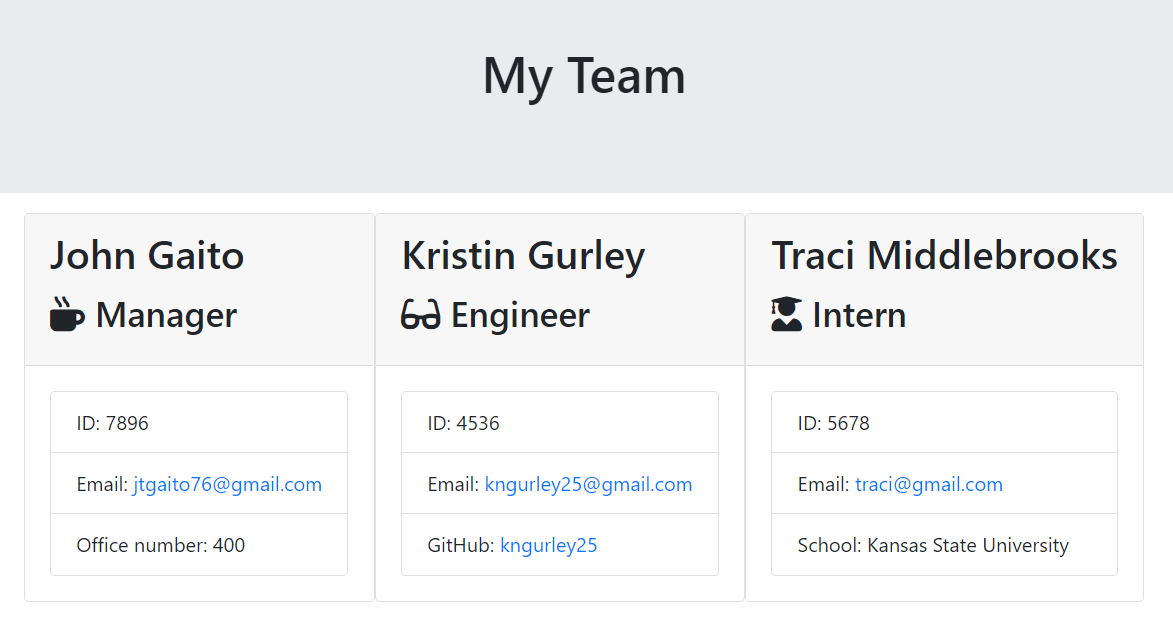 My Team
John Gaito
Manager
ID: 7896
Email: jtgaito76@gmail.com
Office number: 400
Kristin Gurley
Engineer
ID: 4536
Email: kngurley25@gmail.com
GitHub: kngurley25
Traci Middlebrooks
Intern
ID: 5678
Email: traci@gmail.com
School: Kansas State University